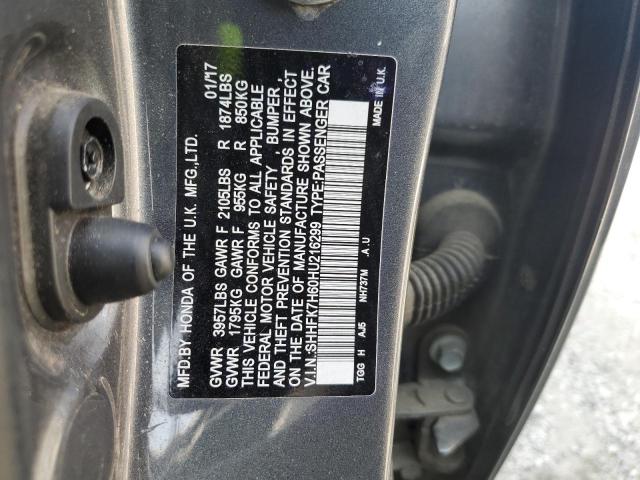 MFD.BY HONDA OF THE U.K. MFG.,LTD. 01/17
GVWR 3957LBS GAWR F 2105LBS R 1874LBS
GVWR 1795KG GAWR F 955KG R 850KG
THIS VEHICLE CONFORMS TO ALL APPLICABLE
FEDERAL MOTOR VEHICLE SAFETY , BUMPER ,
AND THEFT PREVENTION STANDARDS IN EFFECT
ON THE DATE OF MANUFACTURE SHOWN ABOVE.
V.I.N.:SHHFK7H60HU216299 TYPE:PASSENGER CAR
TGG H AJ5 NH737M .A .U MADE IN U.K.